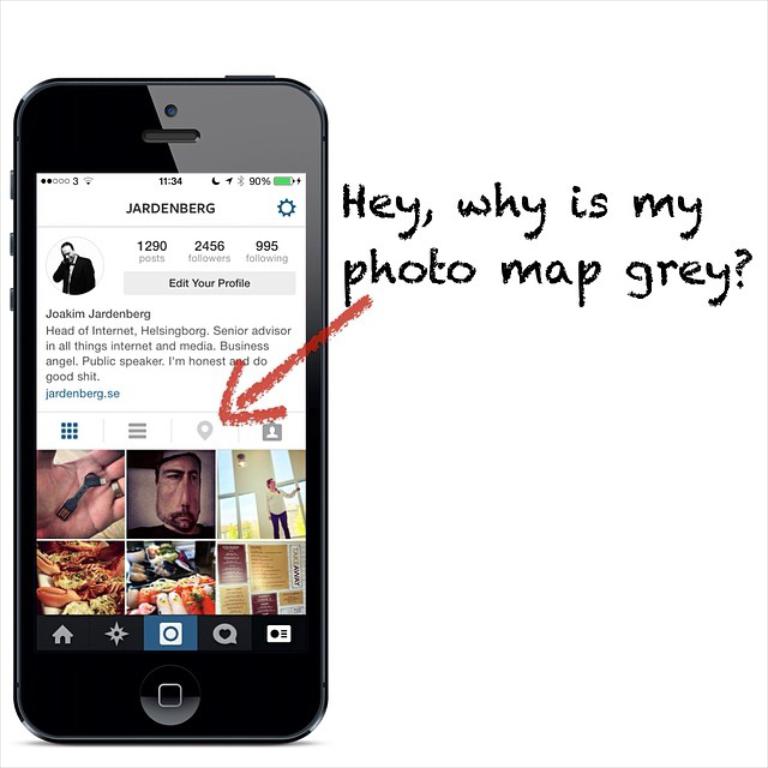 ●●○○○ 3 11:34 90%
JARDENBERG
1290 2456 995
posts followers following
Edit Your Profile
Joakim Jardenberg
Head of Internet, Helsingborg. Senior advisor
in all things internet and media. Business
angel. Public speaker. I'm honest and do
good shit.
jardenberg.se
TAKEAWAY
Hey, why is my
photo map grey?